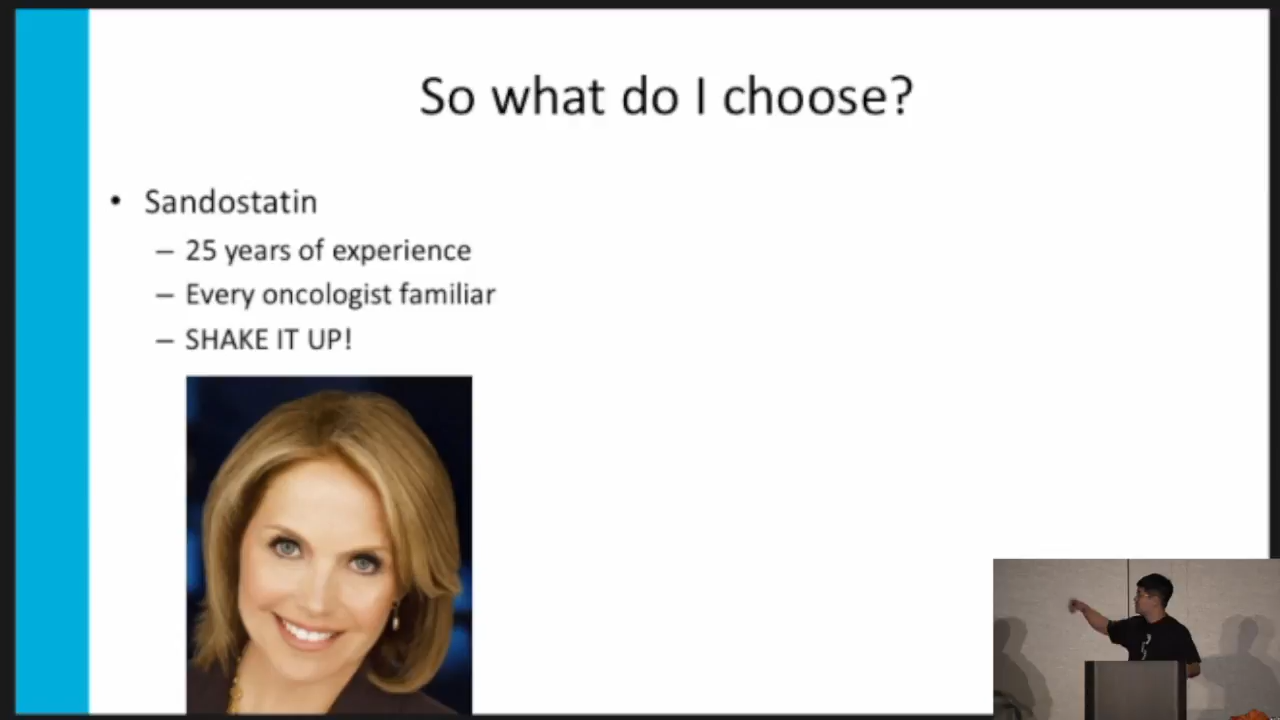 So what do I choose?
• Sandostatin
– 25 years of experience
– Every oncologist familiar
– SHAKE IT UP!